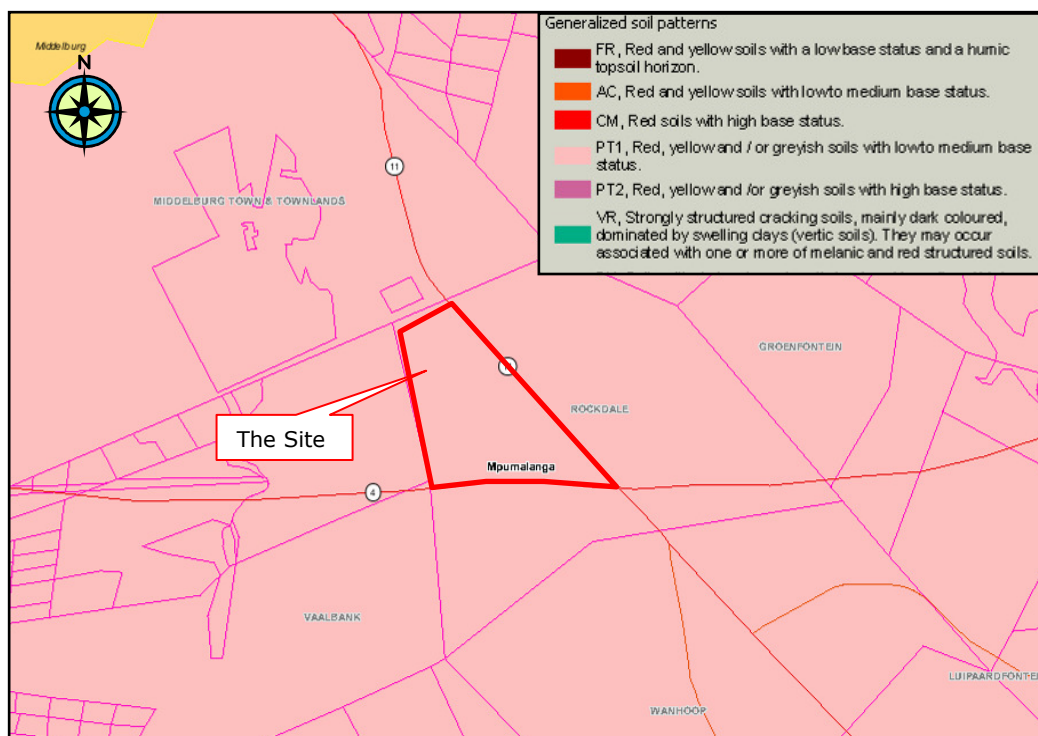 Generalized soil patterns
FR, Red and yellow soils with a low base status and a humic
topsoil horizon.
AC, Red and yellow soils with lowto medium base status.
CM, Red soils with high base status.
PT1, Red, yellow and / or greyish soils with lowto medium base
status.
PT2, Red, yellow and /or greyish soils with high base status.
VR, Strongly structured cracking soils, mainly dark coloured,
dominated by swelling clays (vertic soils). They may occur
associated with one or more of melanic and red structured soils.
Middelburg
N
11
MIDDELBURG TOWN & TOWNLANDS
GROENFONTEIN
ROCKDALE
The Site
Mpumalanga
4
VAALBANK
LUIPAARDFONTEI
WANHOOP